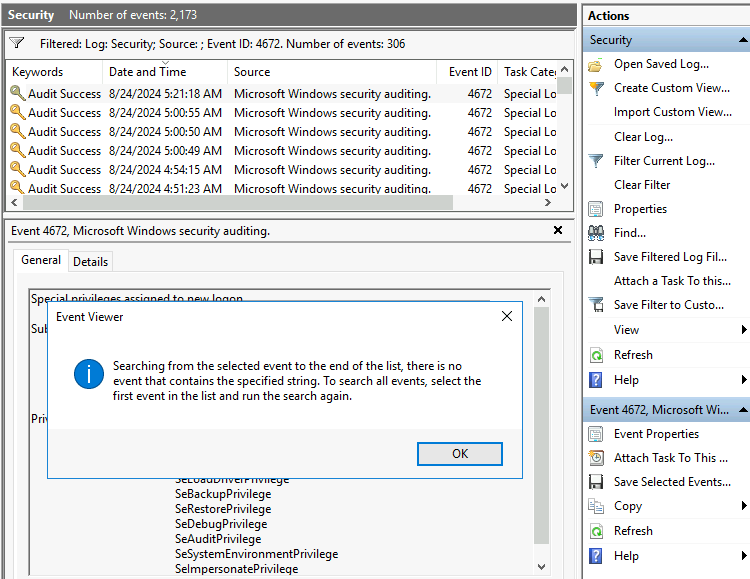 Security Number of events: 2,173
Filtered: Log: Security; Source: ; Event ID: 4672. Number of events: 306
Keywords Date and Time Source Event ID Task Cate
Audit Success 8/24/2024 5:21:18 AM Microsoft Windows security auditing. 4672 Special Lo
Audit Success 8/24/2024 5:00:55 AM Microsoft Windows security auditing. 4672 Special Lo
Audit Success 8/24/2024 5:00:50 AM Microsoft Windows security auditing. 4672 Special Lo
Audit Success 8/24/2024 5:00:49 AM Microsoft Windows security auditing. 4672 Special Lo
Audit Success 8/24/2024 4:54:15 AM Microsoft Windows security auditing. 4672 Special Lo
Audit Success 8/24/2024 4:51:23 AM Microsoft Windows security auditing. 4672 Special Lo
Event 4672, Microsoft Windows security auditing.
General Details
Special privileges assigned to new logon.
Sub
Event Viewer
Searching from the selected event to the end of the list, there is no
event that contains the specified string. To search all events, select the
first event in the list and run the search again.
OK
Priv
SeLoadDriverPrivilege
SeBackupPrivilege
SeRestorePrivilege
SeDebugPrivilege
SeAuditPrivilege
SeSystemEnvironmentPrivilege
SeImpersonatePrivilege
Actions
Security
Open Saved Log...
Create Custom View...
Import Custom View...
Clear Log...
Filter Current Log...
Clear Filter
Properties
Find...
Save Filtered Log Fil...
Attach a Task To this...
Save Filter to Custo...
View
Refresh
Help
Event 4672, Microsoft Wi...
Event Properties
Attach Task To This ...
Save Selected Events...
Copy
Refresh
Help